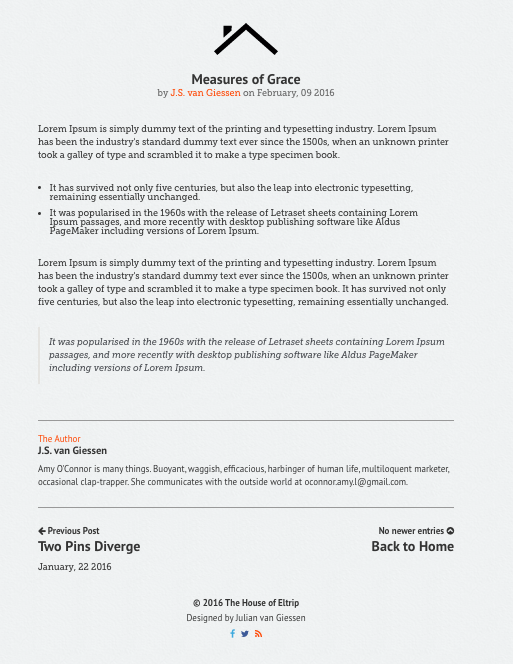 Measures of Grace
by J.S. van Giessen on February, 09 2016
Lorem Ipsum is simply dummy text of the printing and typesetting industry. Lorem Ipsum
has been the industry's standard dummy text ever since the 1500s, when an unknown printer
took a galley of type and scrambled it to make a type specimen book.
• It has survived not only five centuries, but also the leap into electronic typesetting,
remaining essentially unchanged.
• It was popularised in the 1960s with the release of Letraset sheets containing Lorem
Ipsum passages, and more recently with desktop publishing software like Aldus
PageMaker including versions of Lorem Ipsum.
Lorem Ipsum is simply dummy text of the printing and typesetting industry. Lorem Ipsum
has been the industry's standard dummy text ever since the 1500s, when an unknown printer
took a galley of type and scrambled it to make a type specimen book. It has survived not only
five centuries, but also the leap into electronic typesetting, remaining essentially unchanged.
It was popularised in the 1960s with the release of Letraset sheets containing Lorem Ipsum
passages, and more recently with desktop publishing software like Aldus PageMaker
including versions of Lorem Ipsum.
The Author
J.S. van Giessen
Amy O'Connor is many things. Buoyant, waggish, efficacious, harbinger of human life, multiloquent marketer,
occasional clap-trapper. She communicates with the outside world at oconnor.amy.l@gmail.com.
Previous Post
Two Pins Diverge
January, 22 2016
No newer entries
Back to Home
© 2016 The House of Eltrip
Designed by Julian van Giessen